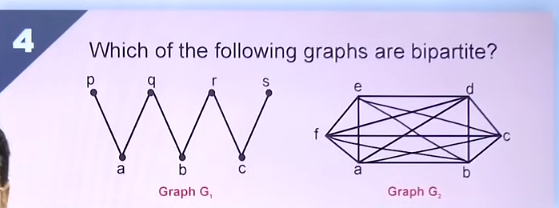 4
Which of the following graphs are bipartite?
p q r s
e d
f c
a b c
a b
Graph G₁
Graph G₂